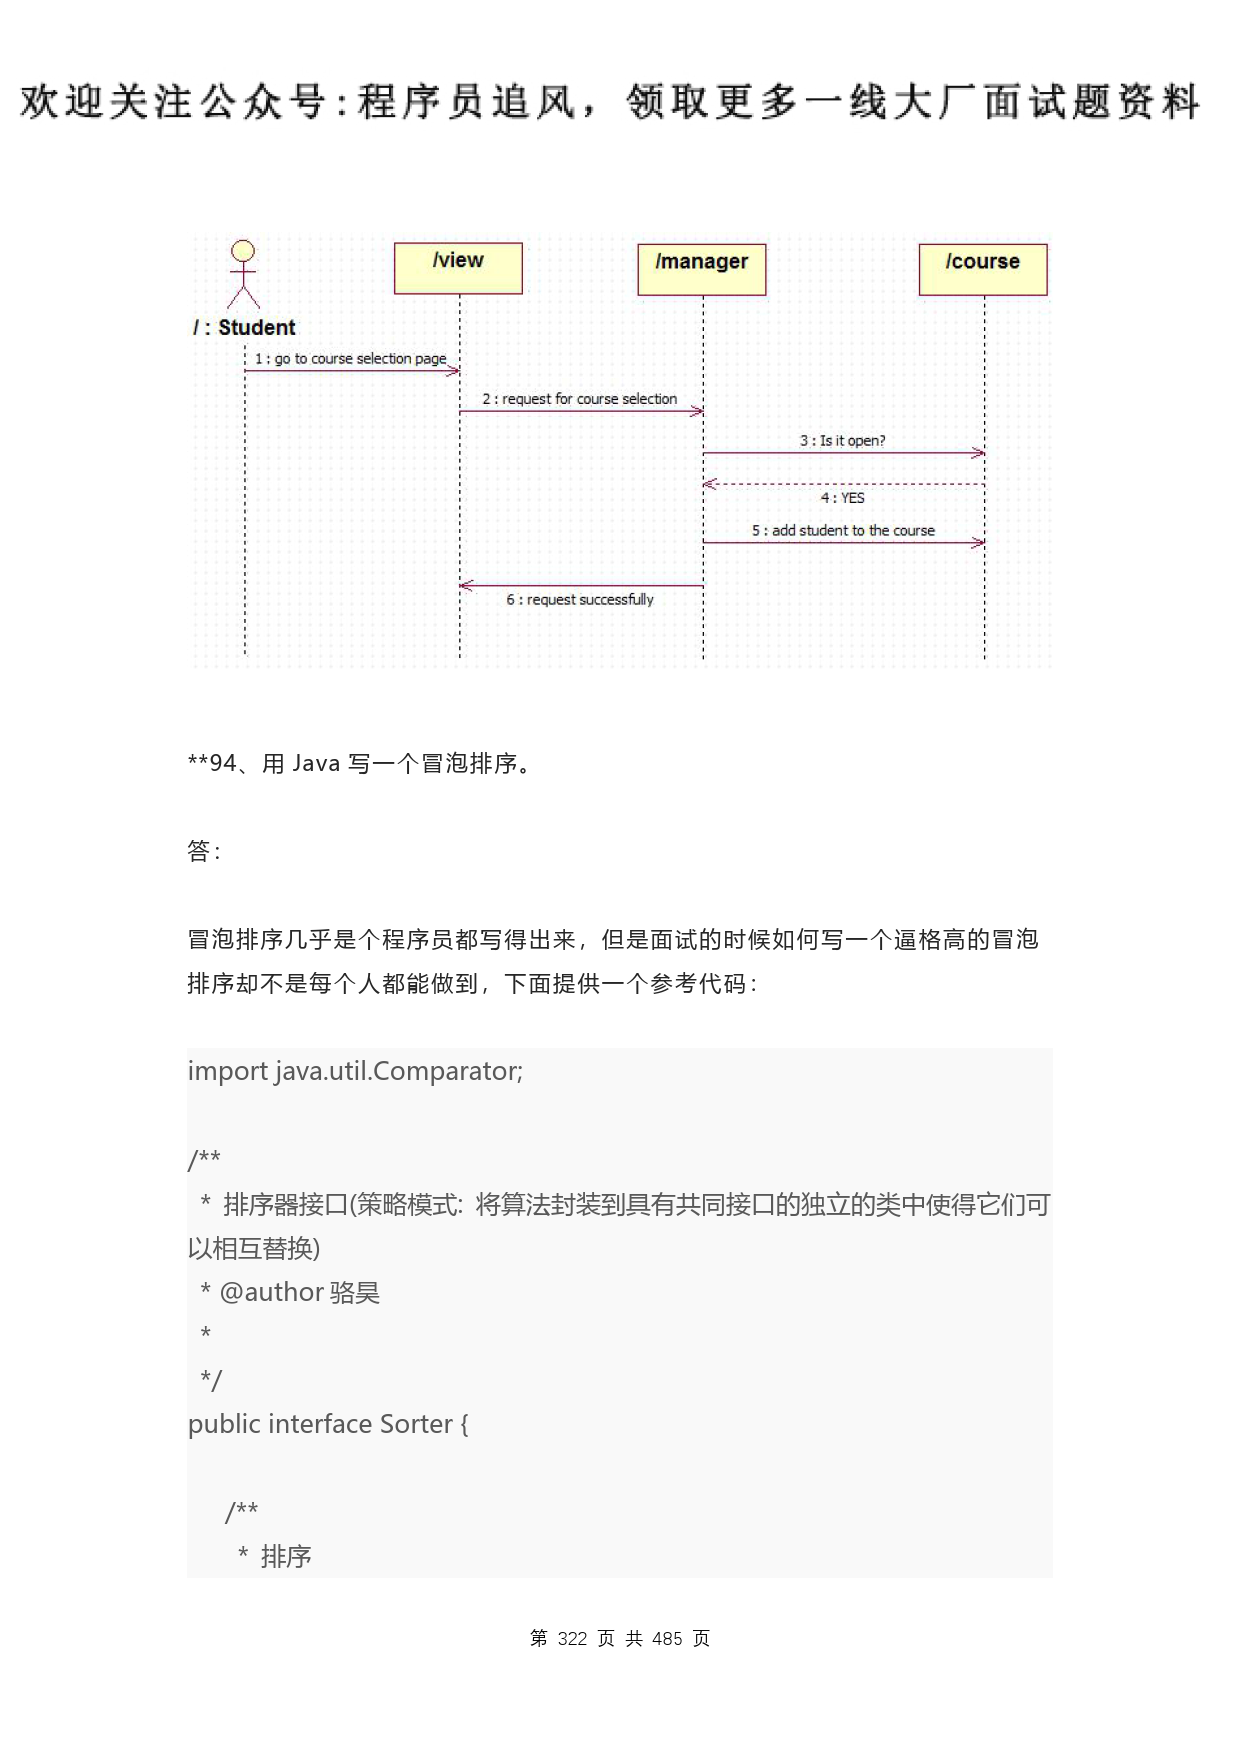 欢迎关注公众号:程序员追风，领取更多一线大厂面试题资料
/view
/manager
/course
/ : Student
1 : go to course selection page
2 : request for course selection
3 : Is it open?
4 : YES
5 : add student to the course
6 : request successfully
**94、用 Java 写一个冒泡排序。
答：
冒泡排序几乎是个程序员都写得出来，但是面试的时候如何写一个逼格高的冒泡
排序却不是每个人都能做到，下面提供一个参考代码：
import java.util.Comparator;
/**
* 排序器接口(策略模式: 将算法封装到具有共同接口的独立的类中使得它们可
以相互替换)
* @author 骆昊
*
*/
public interface Sorter {
/**
* 排序
第 322 页 共 485 页